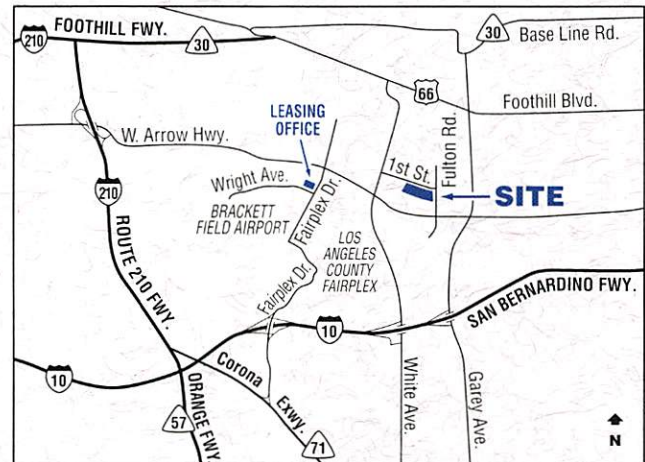 210
FOOTHILL FWY.
30
30
Base Line Rd.
66
Foothill Blvd.
LEASING
OFFICE
W. Arrow Hwy.
1st St.
Fulton Rd.
Wright Ave.
SITE
210
BRACKETT
FIELD AIRPORT
Fairplex Dr.
LOS
ANGELES
COUNTY
FAIRPLEX
ROUTE 210 FWY.
Fairplex Dr.
SAN BERNARDINO FWY.
10
10
Corona
Exwy.
ORANGE FWY.
57
71
White Ave.
Garey Ave.
N